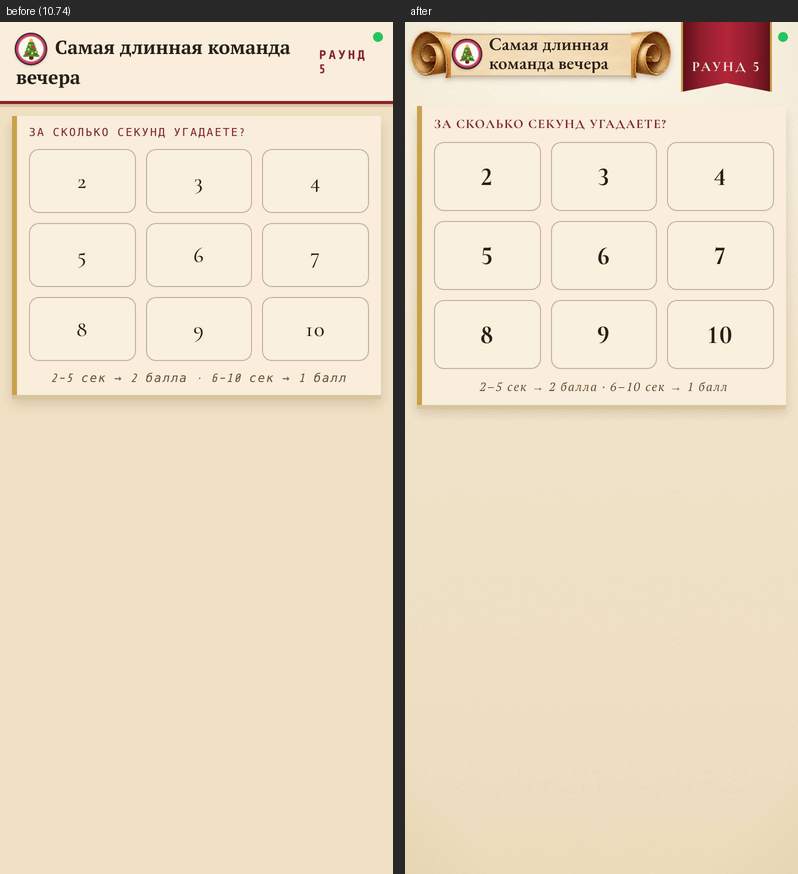 before (10.74)
Самая длинная команда
вечера
РАУНД
5
ЗА СКОЛЬКО СЕКУНД УГАДАЕТЕ?
2 3 4
5 6 7
8 9 10
2–5 сек → 2 балла · 6–10 сек → 1 балл
after
Самая длинная
команда вечера
РАУНД 5
ЗА СКОЛЬКО СЕКУНД УГАДАЕТЕ?
2 3 4
5 6 7
8 9 10
2–5 сек → 2 балла · 6–10 сек → 1 балл